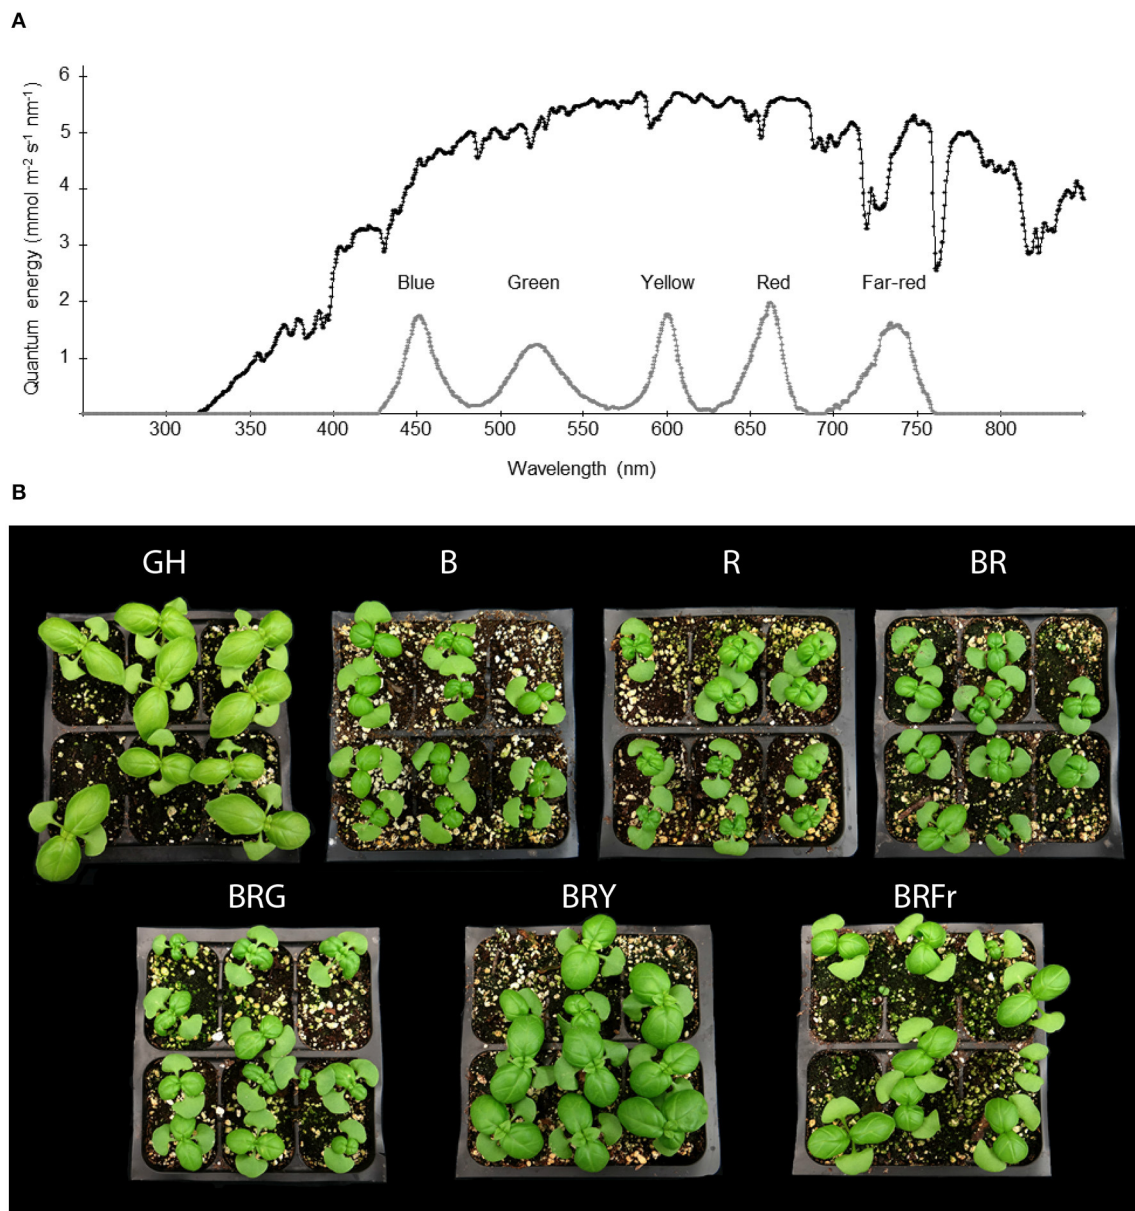 A
Quantum energy (mmol m-2 s-1 nm-1)
6
5
4
3
2
1
Blue
Green
Yellow
Red
Far-red
300
350
400
450
500
550
600
650
700
750
800
Wavelength (nm)
B
GH
B
R
BR
BRG
BRY
BRFr